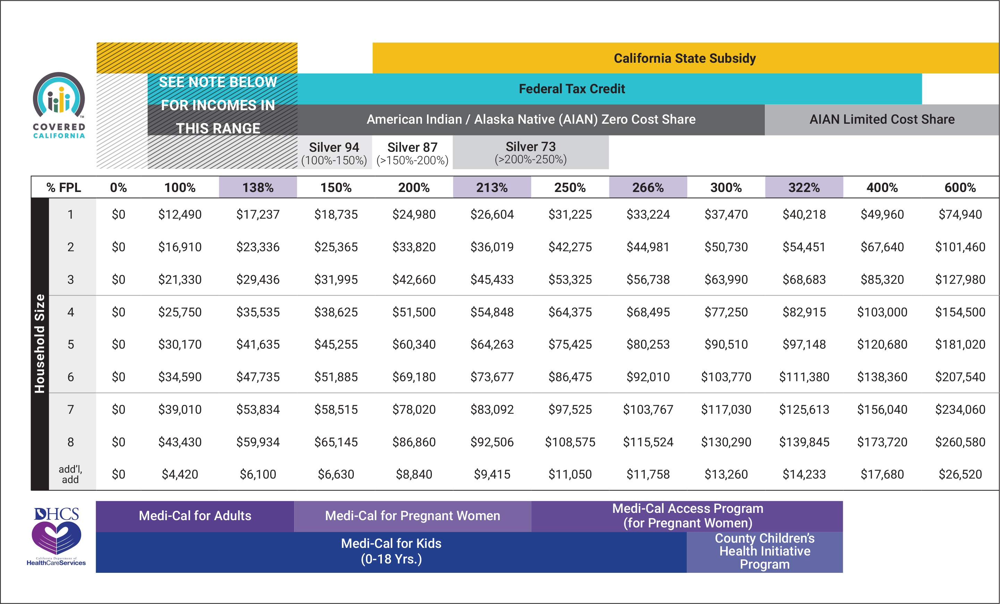 California State Subsidy
SEE NOTE BELOW
FOR INCOMES IN
THIS RANGE
Federal Tax Credit
American Indian / Alaska Native (AIAN) Zero Cost Share
AIAN Limited Cost Share
TM
COVERED
CALIFORNIA
Silver 94
(100%-150%)
Silver 87
(>150%-200%)
Silver 73
(>200%-250%)
% FPL 0% 100% 138% 150% 200% 213% 250% 266% 300% 322% 400% 600%
Household Size
1 $0 $12,490 $17,237 $18,735 $24,980 $26,604 $31,225 $33,224 $37,470 $40,218 $49,960 $74,940
2 $0 $16,910 $23,336 $25,365 $33,820 $36,019 $42,275 $44,981 $50,730 $54,451 $67,640 $101,460
3 $0 $21,330 $29,436 $31,995 $42,660 $45,433 $53,325 $56,738 $63,990 $68,683 $85,320 $127,980
4 $0 $25,750 $35,535 $38,625 $51,500 $54,848 $64,375 $68,495 $77,250 $82,915 $103,000 $154,500
5 $0 $30,170 $41,635 $45,255 $60,340 $64,263 $75,425 $80,253 $90,510 $97,148 $120,680 $181,020
6 $0 $34,590 $47,735 $51,885 $69,180 $73,677 $86,475 $92,010 $103,770 $111,380 $138,360 $207,540
7 $0 $39,010 $53,834 $58,515 $78,020 $83,092 $97,525 $103,767 $117,030 $125,613 $156,040 $234,060
8 $0 $43,430 $59,934 $65,145 $86,860 $92,506 $108,575 $115,524 $130,290 $139,845 $173,720 $260,580
add’l,
add $0 $4,420 $6,100 $6,630 $8,840 $9,415 $11,050 $11,758 $13,260 $14,233 $17,680 $26,520
DHCS
California Department of
HealthCareServices
Medi-Cal for Adults
Medi-Cal for Pregnant Women
Medi-Cal Access Program
(for Pregnant Women)
Medi-Cal for Kids
(0-18 Yrs.)
County Children’s
Health Initiative
Program